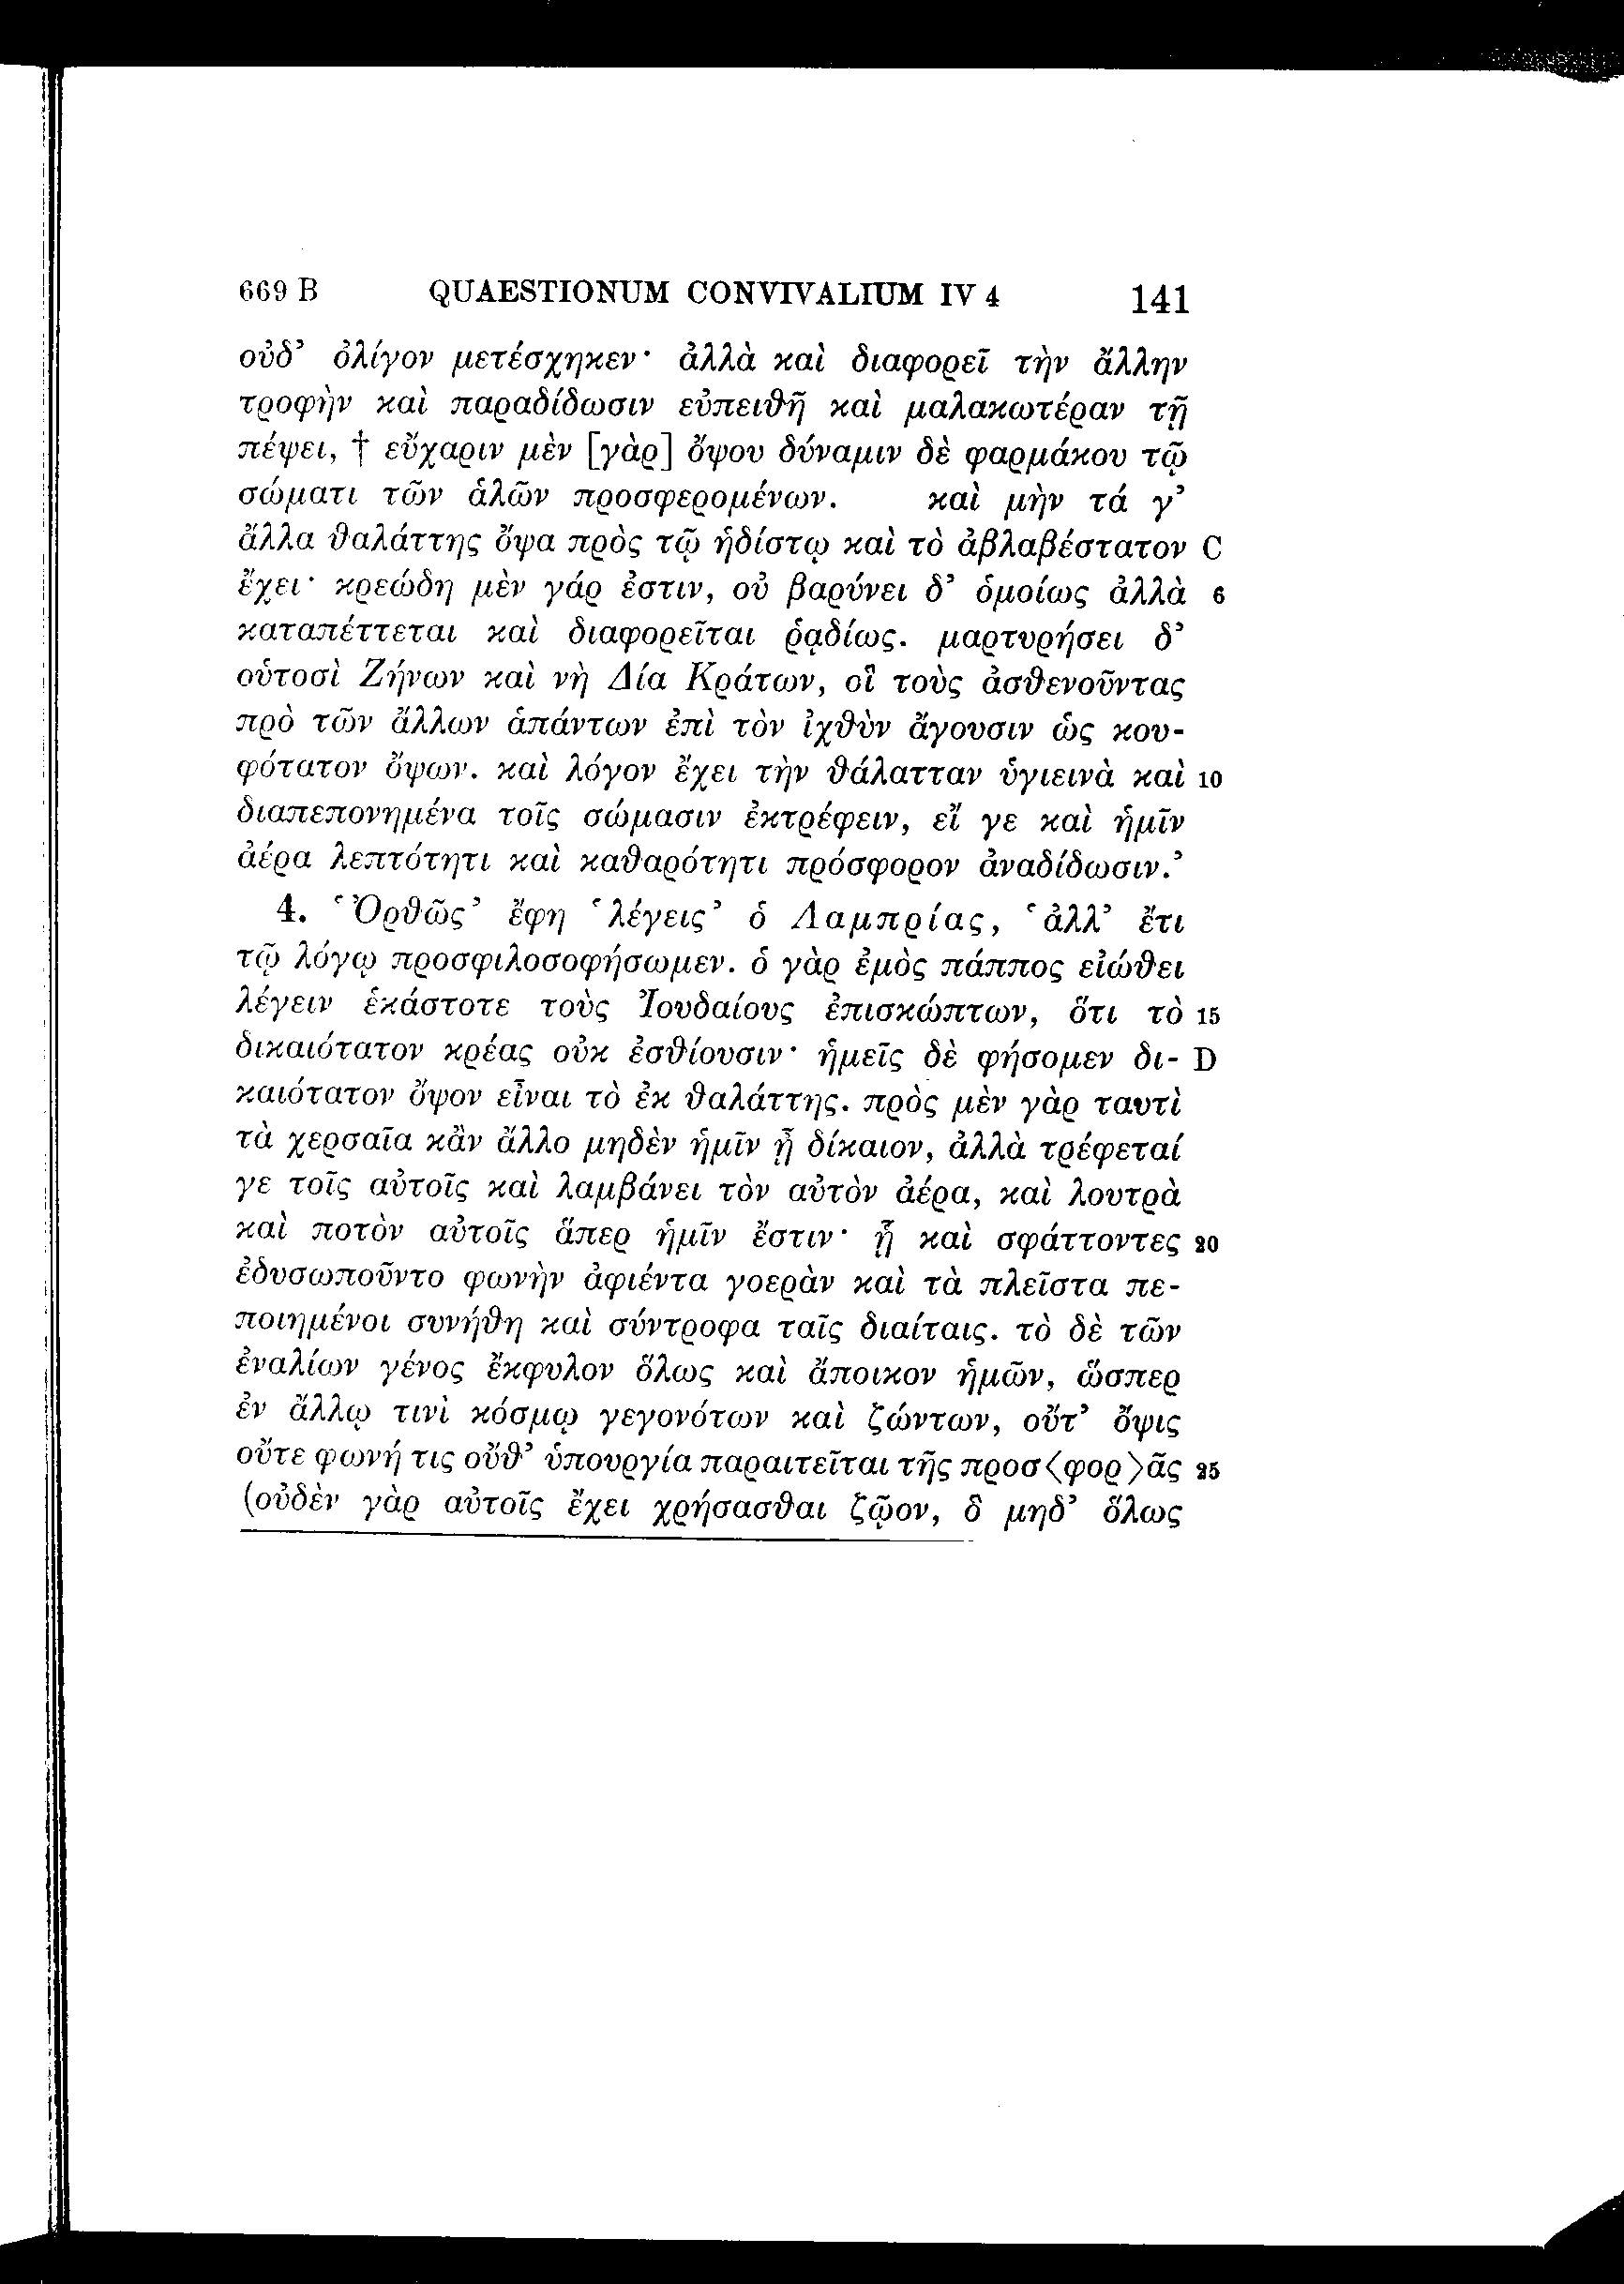 669 B QUAESTIONUM CONVIVALIUM IV 4 141
οὐδ’ ὀλίγον μετέσχηκεν· ἀλλὰ καὶ διαφορεῖ τὴν ἄλλην
τροφὴν καὶ παραδίδωσιν εὐπειθῆ καὶ μαλακωτέραν τῇ
πέψει, † εὔχαριν μὲν [γὰρ] ὄψου δύναμιν δὲ φαρμάκου τῷ
σώματι τῶν ἁλῶν προσφερομένων. καὶ μὴν τά γ’
ἄλλα θαλάττης ὄψα πρὸς τῷ ἡδίστῳ καὶ τὸ ἀβλαβέστατον C
ἔχει· κρεώδη μὲν γάρ ἐστιν, οὐ βαρύνει δ’ ὁμοίως ἀλλὰ 6
καταπέττεται καὶ διαφορεῖται ῥᾳδίως. μαρτυρήσει δ’
οὑτοσὶ Ζήνων καὶ νὴ Δία Κράτων, οἳ τοὺς ἀσθενοῦντας
πρὸ τῶν ἄλλων ἁπάντων ἐπὶ τὸν ἰχθὺν ἄγουσιν ὡς κου-
φότατον ὄψων. καὶ λόγον ἔχει τὴν θάλατταν ὑγιεινὰ καὶ 10
διαπεπονημένα τοῖς σώμασιν ἐκτρέφειν, εἴ γε καὶ ἡμῖν
ἀέρα λεπτότητι καὶ καθαρότητι πρόσφορον ἀναδίδωσιν.’
4. ‘Ὀρθῶς’ ἔφη ‘λέγεις’ ὁ Λαμπρίας, ‘ἀλλ’ ἔτι
τῷ λόγῳ προσφιλοσοφήσωμεν. ὁ γὰρ ἐμὸς πάππος εἰώθει
λέγειν ἑκάστοτε τοὺς Ἰουδαίους ἐπισκώπτων, ὅτι τὸ 15
δικαιότατον κρέας οὐκ ἐσθίουσιν· ἡμεῖς δὲ φήσομεν δι- D
καιότατον ὄψον εἶναι τὸ ἐκ θαλάττης. πρὸς μὲν γὰρ ταυτὶ
τὰ χερσαῖα κἂν ἄλλο μηδὲν ἡμῖν ᾖ δίκαιον, ἀλλὰ τρέφεταί
γε τοῖς αὐτοῖς καὶ λαμβάνει τὸν αὐτὸν ἀέρα, καὶ λουτρὰ
καὶ ποτὸν αὐτοῖς ἅπερ ἡμῖν ἔστιν· ᾗ καὶ σφάττοντες 20
ἐδυσωποῦντο φωνὴν ἀφιέντα γοερὰν καὶ τὰ πλεῖστα πε-
ποιημένοι συνήθη καὶ σύντροφα ταῖς διαίταις. τὸ δὲ τῶν
ἐναλίων γένος ἔκφυλον ὅλως καὶ ἄποικον ἡμῶν, ὥσπερ
ἐν ἄλλῳ τινὶ κόσμῳ γεγονότων καὶ ζώντων, οὔτ’ ὄψις
οὔτε φωνή τις οὔθ’ ὑπουργία παραιτεῖται τῆς προσ⟨φορ⟩ᾶς 25
(οὐδὲν γὰρ αὐτοῖς ἔχει χρήσασθαι ζῷον, ὃ μηδ’ ὅλως